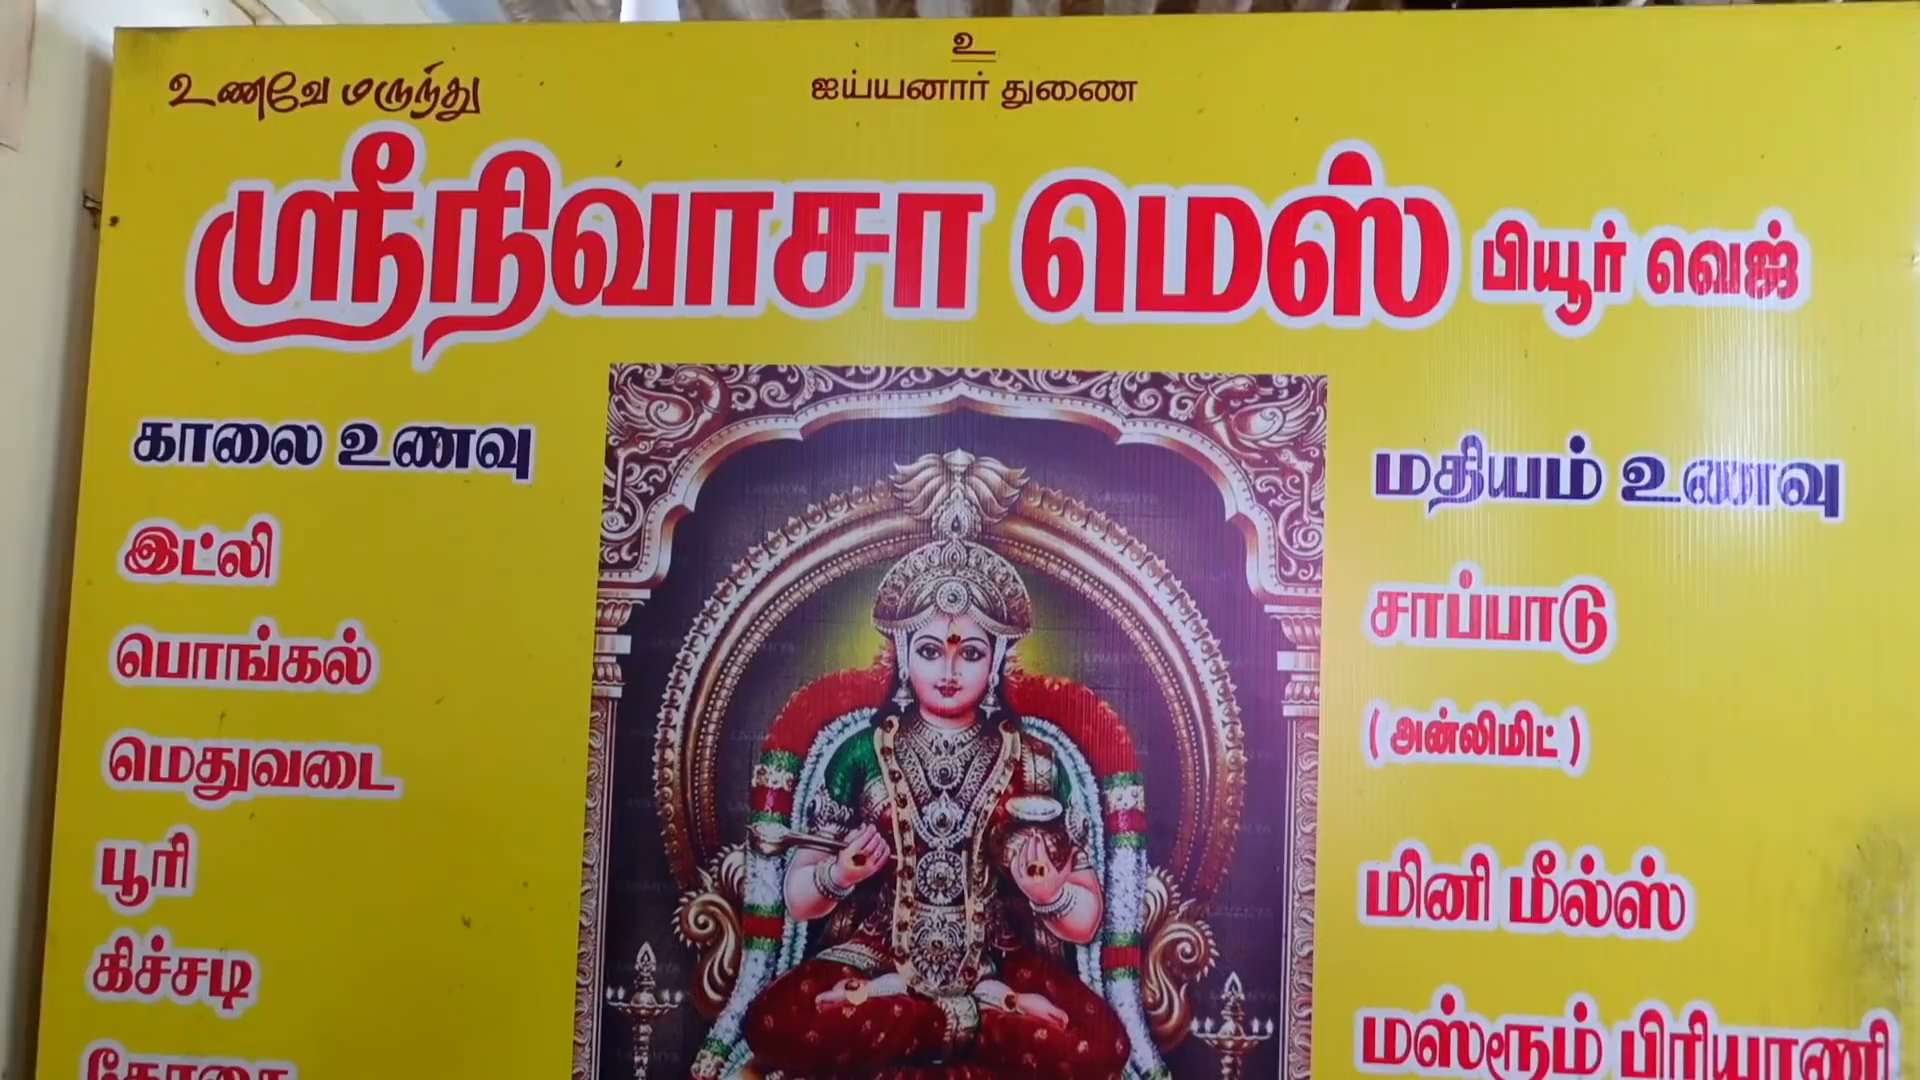 உ
உணவே மருந்து
ஐய்யனார் துணை
ஸ்ரீநிவாசா மெஸ் பியூர் வெஜ்
காலை உணவு
இட்லி
பொங்கல்
மெதுவடை
பூரி
கிச்சடி
மதியம் உணவு
சாப்பாடு
( அன்லிமிட் )
மினி மீல்ஸ்
மஸ்ரூம் பிரியாணி